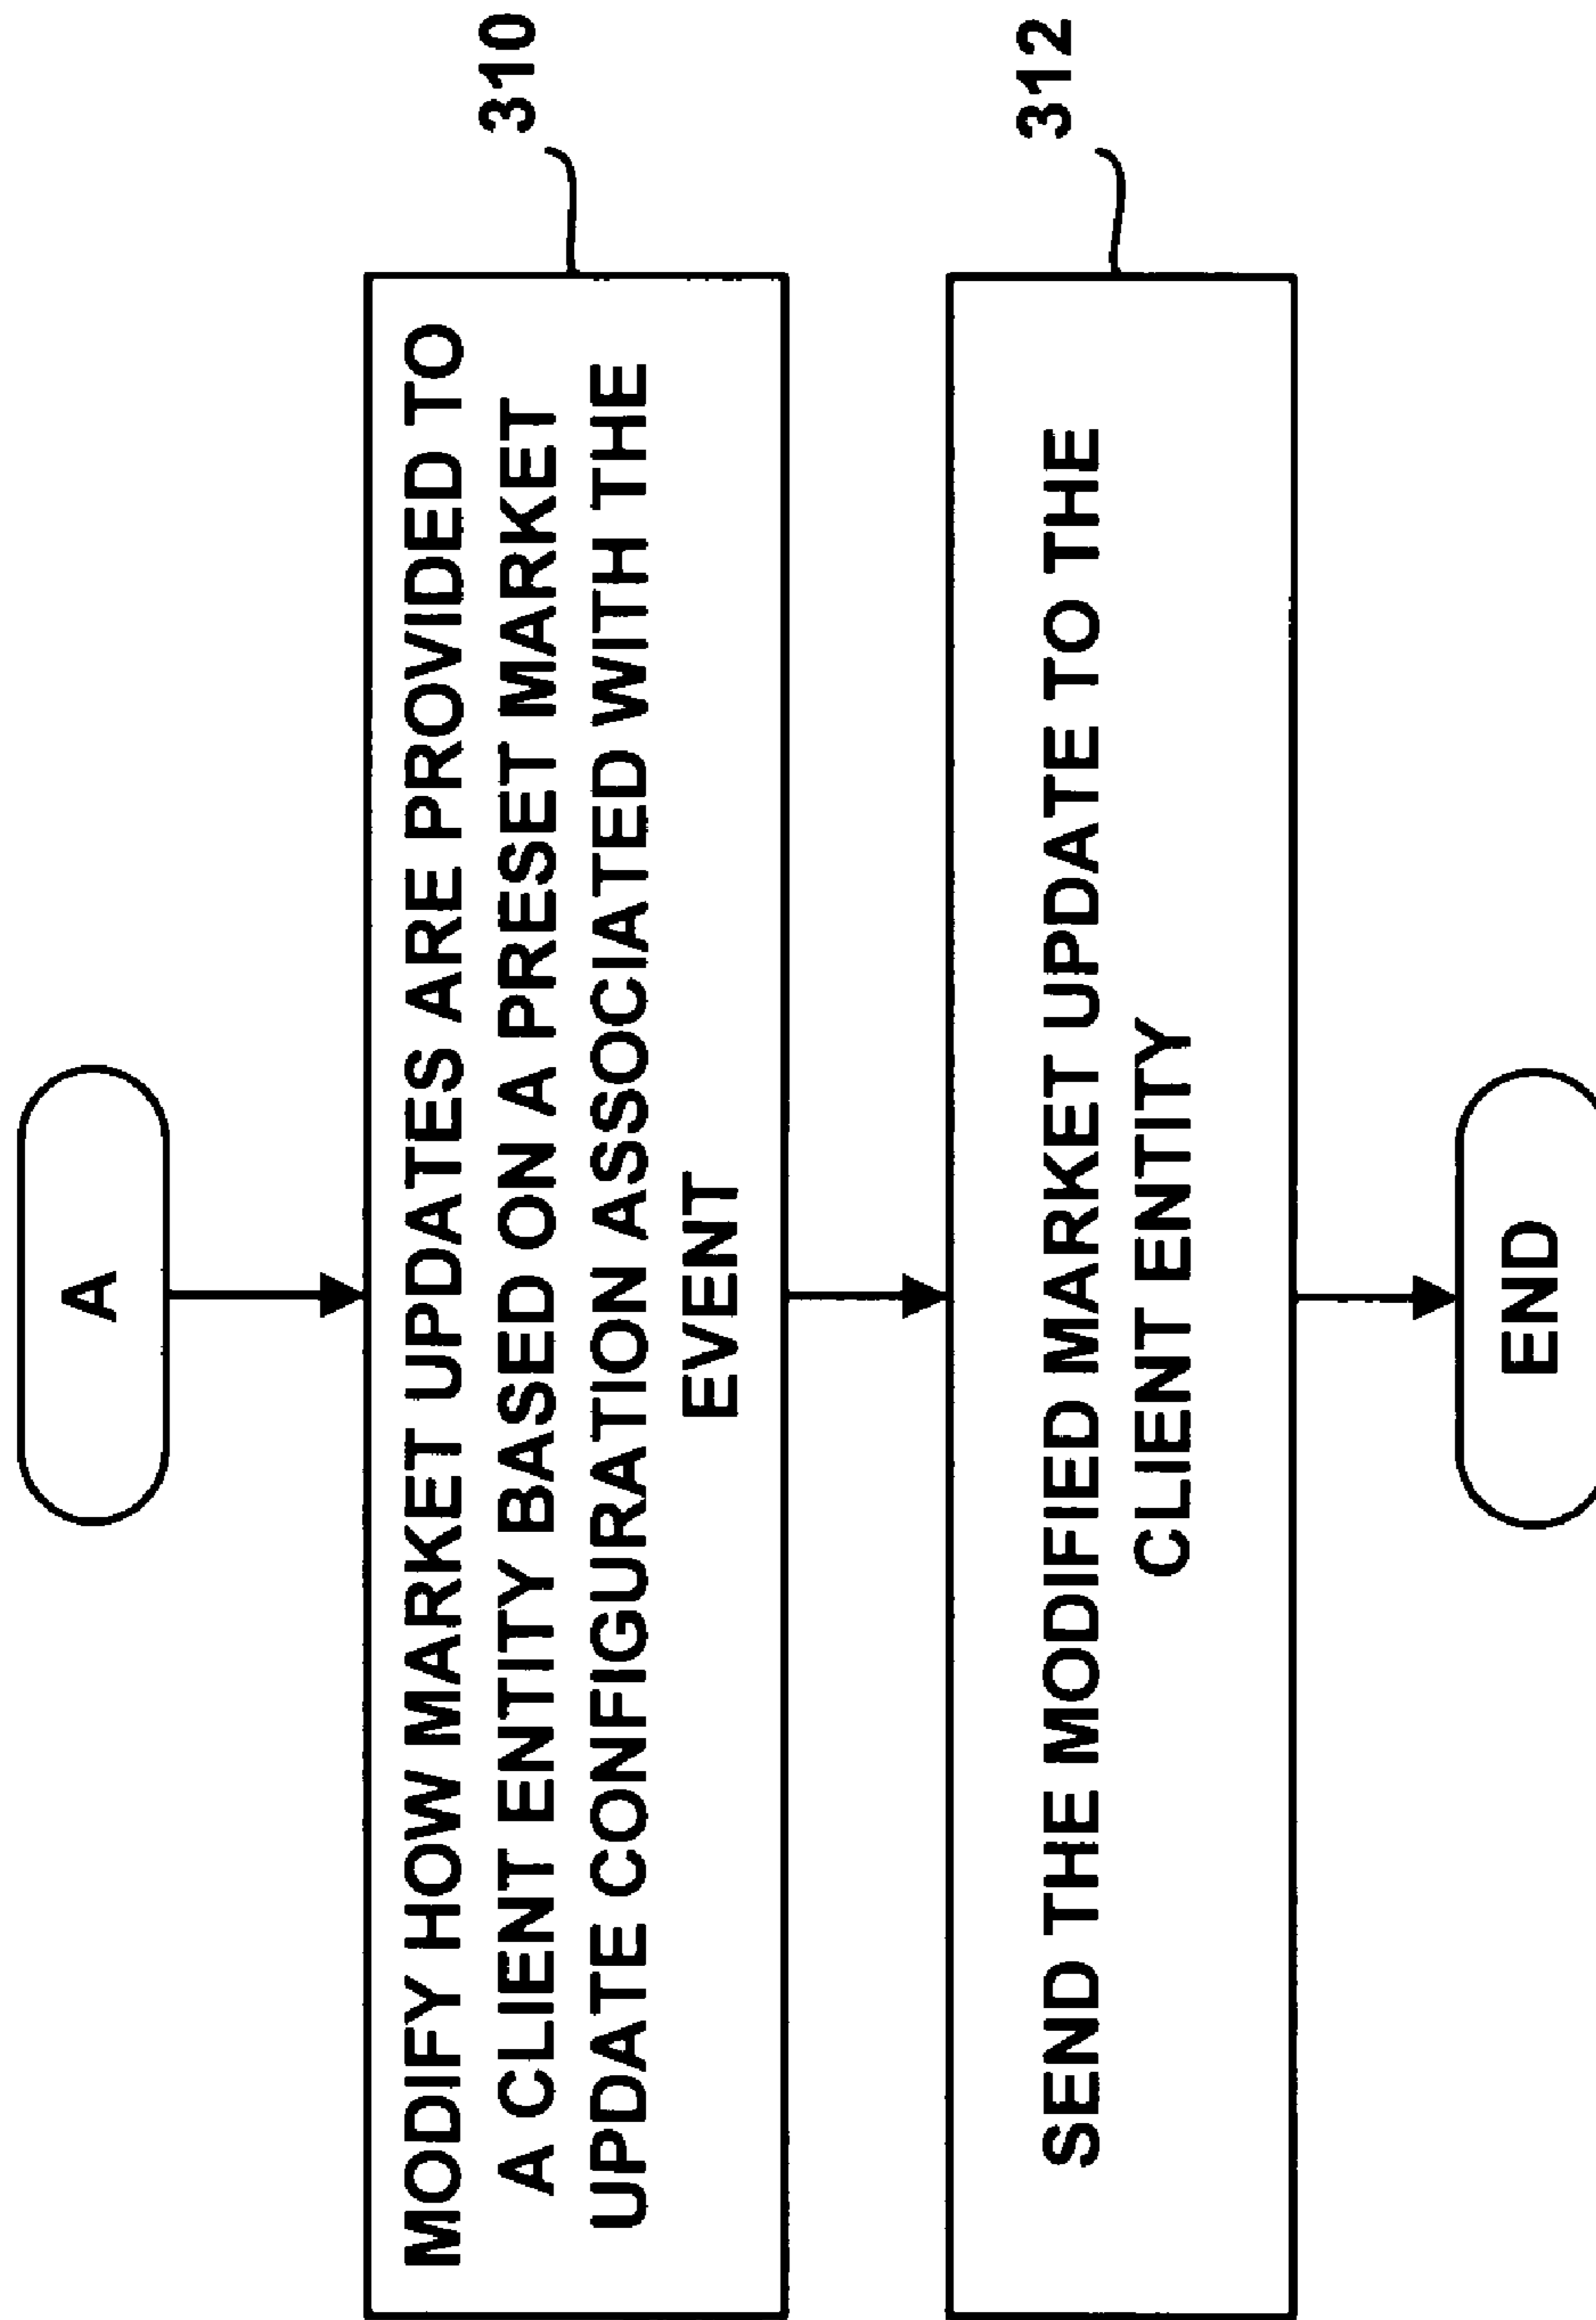 A
MODIFY HOW MARKET UPDATES ARE PROVIDED TO
A CLIENT ENTITY BASED ON A PRESET MARKET
UPDATE CONFIGURATION ASSOCIATED WITH THE
EVENT
310
SEND THE MODIFIED MARKET UPDATE TO THE
CLIENT ENTITY
312
END